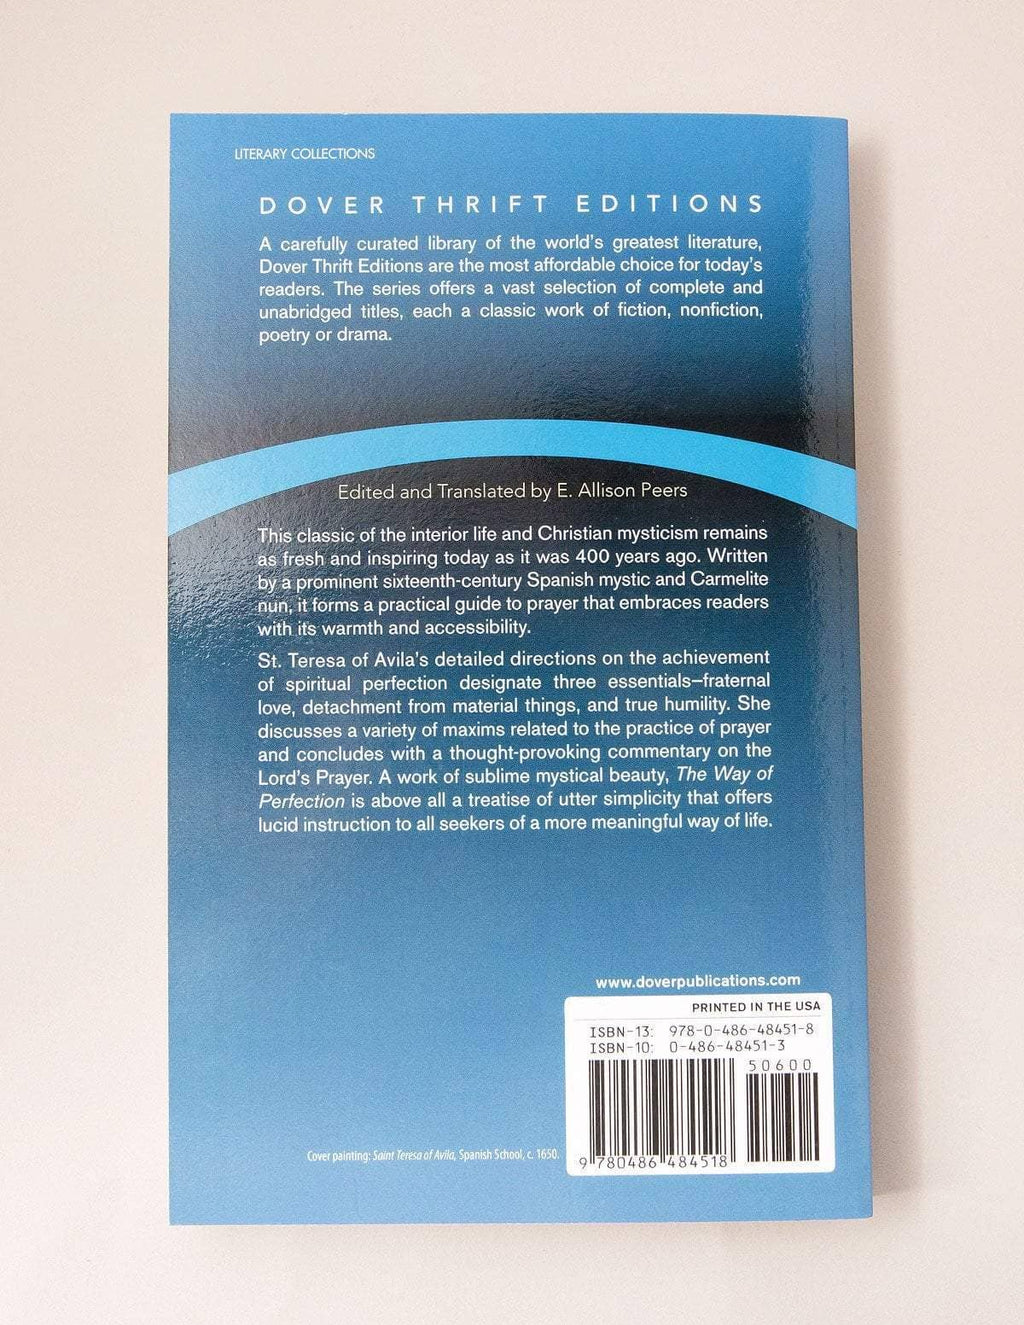 LITERARY COLLECTIONS
DOVER THRIFT EDITIONS
A carefully curated library of the world's greatest literature,
Dover Thrift Editions are the most affordable choice for today's
readers. The series offers a vast selection of complete and
unabridged titles, each a classic work of fiction, nonfiction,
poetry or drama.
Edited and Translated by E. Allison Peers
This classic of the interior life and Christian mysticism remains
as fresh and inspiring today as it was 400 years ago. Written
by a prominent sixteenth-century Spanish mystic and Carmelite
nun, it forms a practical guide to prayer that embraces readers
with its warmth and accessibility.
St. Teresa of Avila's detailed directions on the achievement
of spiritual perfection designate three essentials—fraternal
love, detachment from material things, and true humility. She
discusses a variety of maxims related to the practice of prayer
and concludes with a thought-provoking commentary on the
Lord's Prayer. A work of sublime mystical beauty, The Way of
Perfection is above all a treatise of utter simplicity that offers
lucid instruction to all seekers of a more meaningful way of life.
www.doverpublications.com
PRINTED IN THE USA
ISBN-13: 978-0-486-48451-8
ISBN-10: 0-486-48451-3
50600
9 780486 484518
Cover painting: Saint Teresa of Avila, Spanish School, c. 1650.